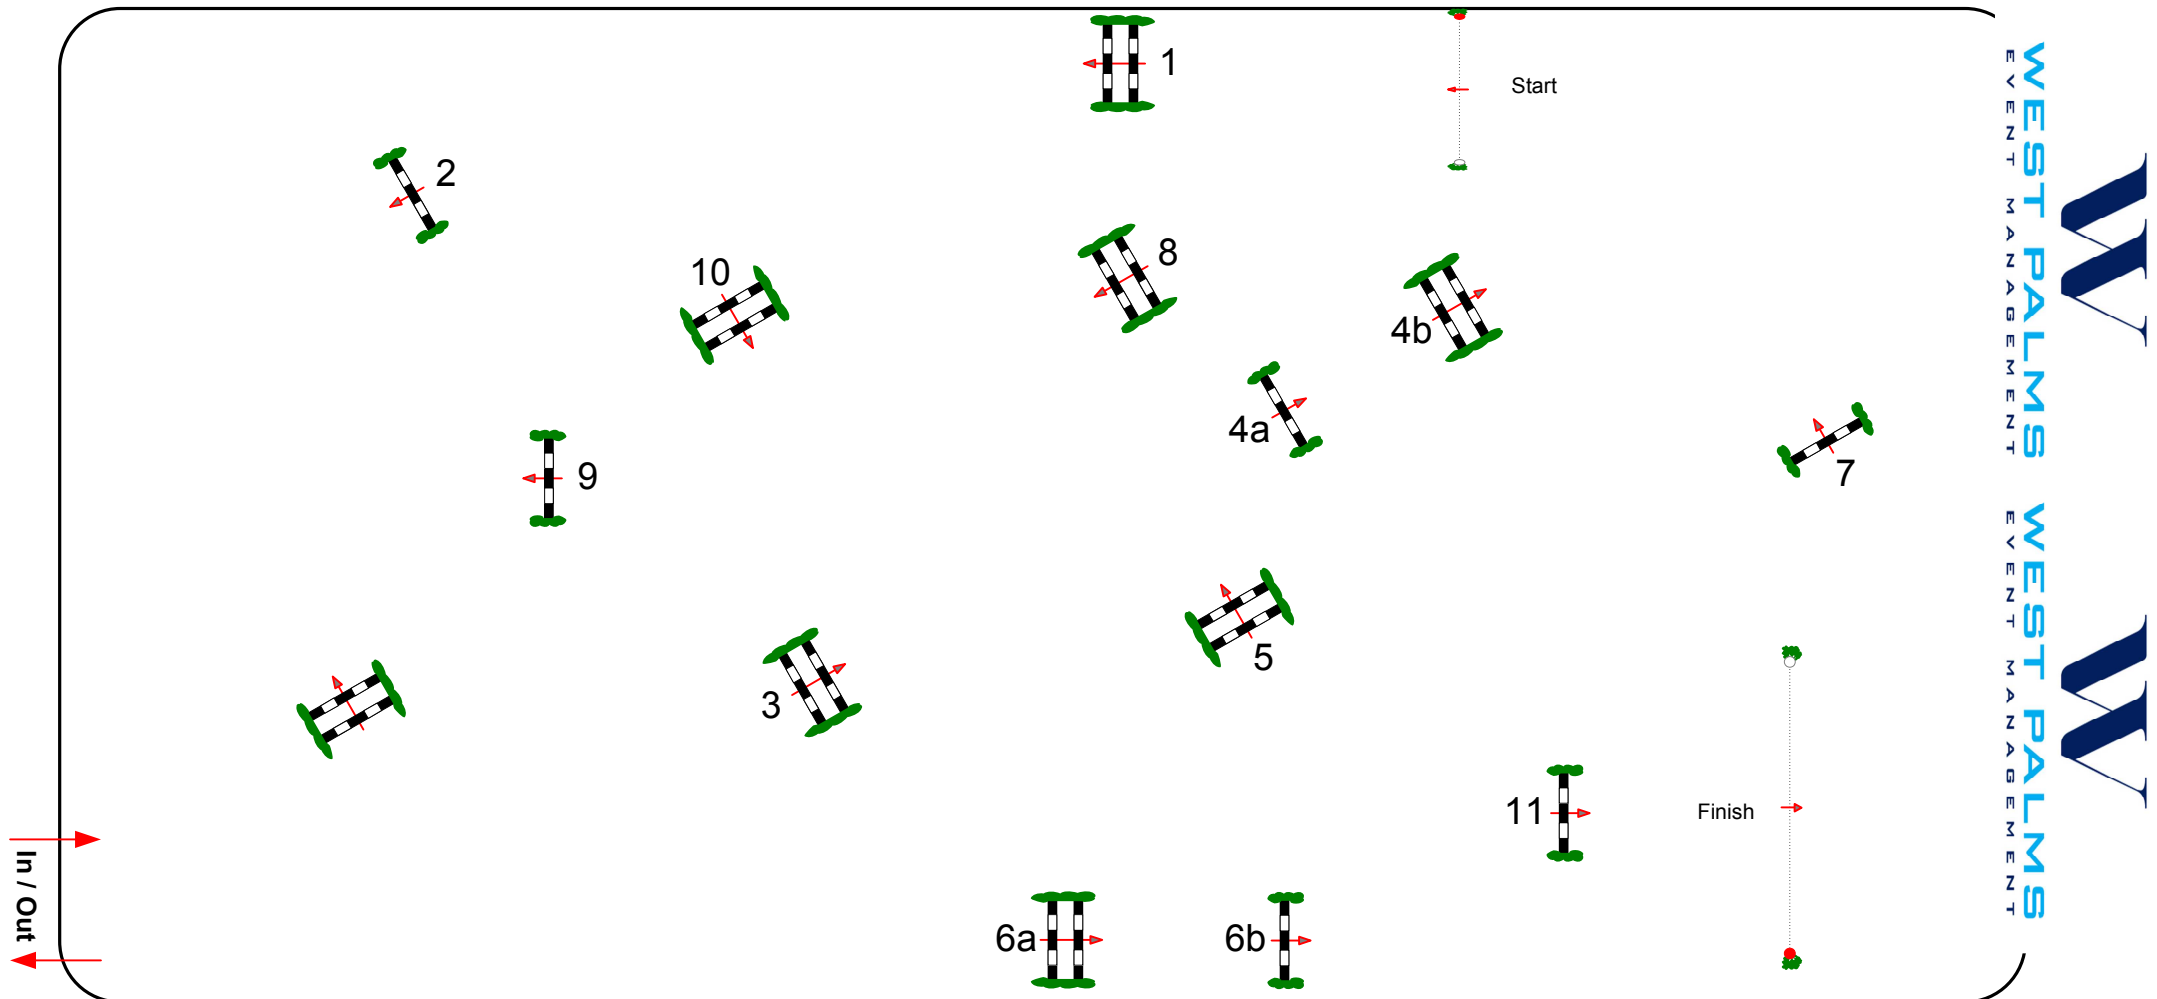 1
Start
2
8
10
4b
4a
9
7
5
3
11
Finish
6a
6b
In / Out
WEST PALMS
EVENT MANAGEMENT
W
WEST PALMS
EVENT MANAGEMENT
W